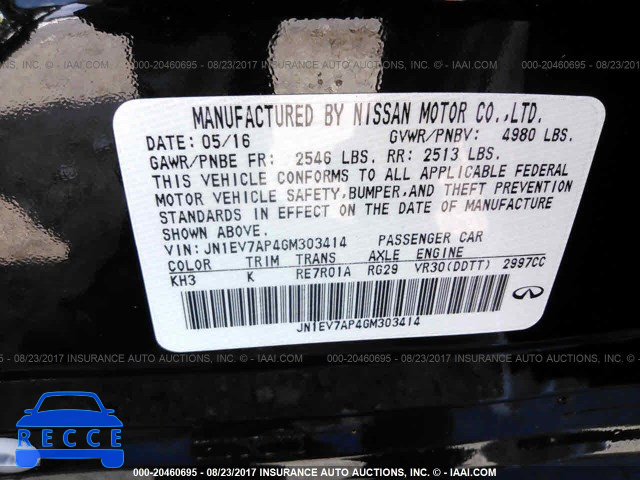 000-20460695 - 08/23/2017 INSURANCE AUTO AUCTIONS, INC. - © IAAI.COM
MANUFACTURED BY NISSAN MOTOR CO.,LTD.
DATE: 05/16 GVWR/PNBV: 4980 LBS.
GAWR/PNBE FR: 2546 LBS. RR: 2513 LBS.
THIS VEHICLE CONFORMS TO ALL APPLICABLE FEDERAL
MOTOR VEHICLE SAFETY, BUMPER, AND THEFT PREVENTION
STANDARDS IN EFFECT ON THE DATE OF MANUFACTURE
SHOWN ABOVE.
VIN: JN1EV7AP4GM303414 PASSENGER CAR
COLOR TRIM TRANS AXLE ENGINE
KH3 K RE7R01A RG29 VR30(DDTT) 2997CC
JN1EV7AP4GM303414
RECCE
000-20460695 - 08/23/2017 INSURANCE AUTO AUCTIONS, INC. - © IAAI.COM